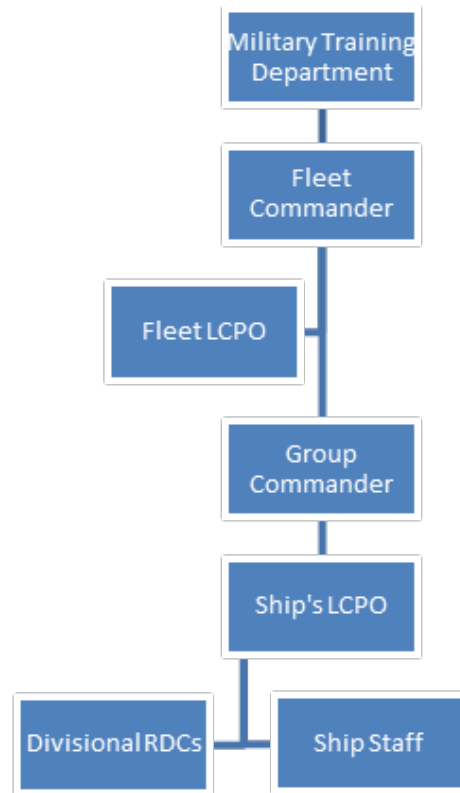 Military Training
Department
Fleet
Commander
Fleet LCPO
Group
Commander
Ship's LCPO
Divisional RDCs
Ship Staff